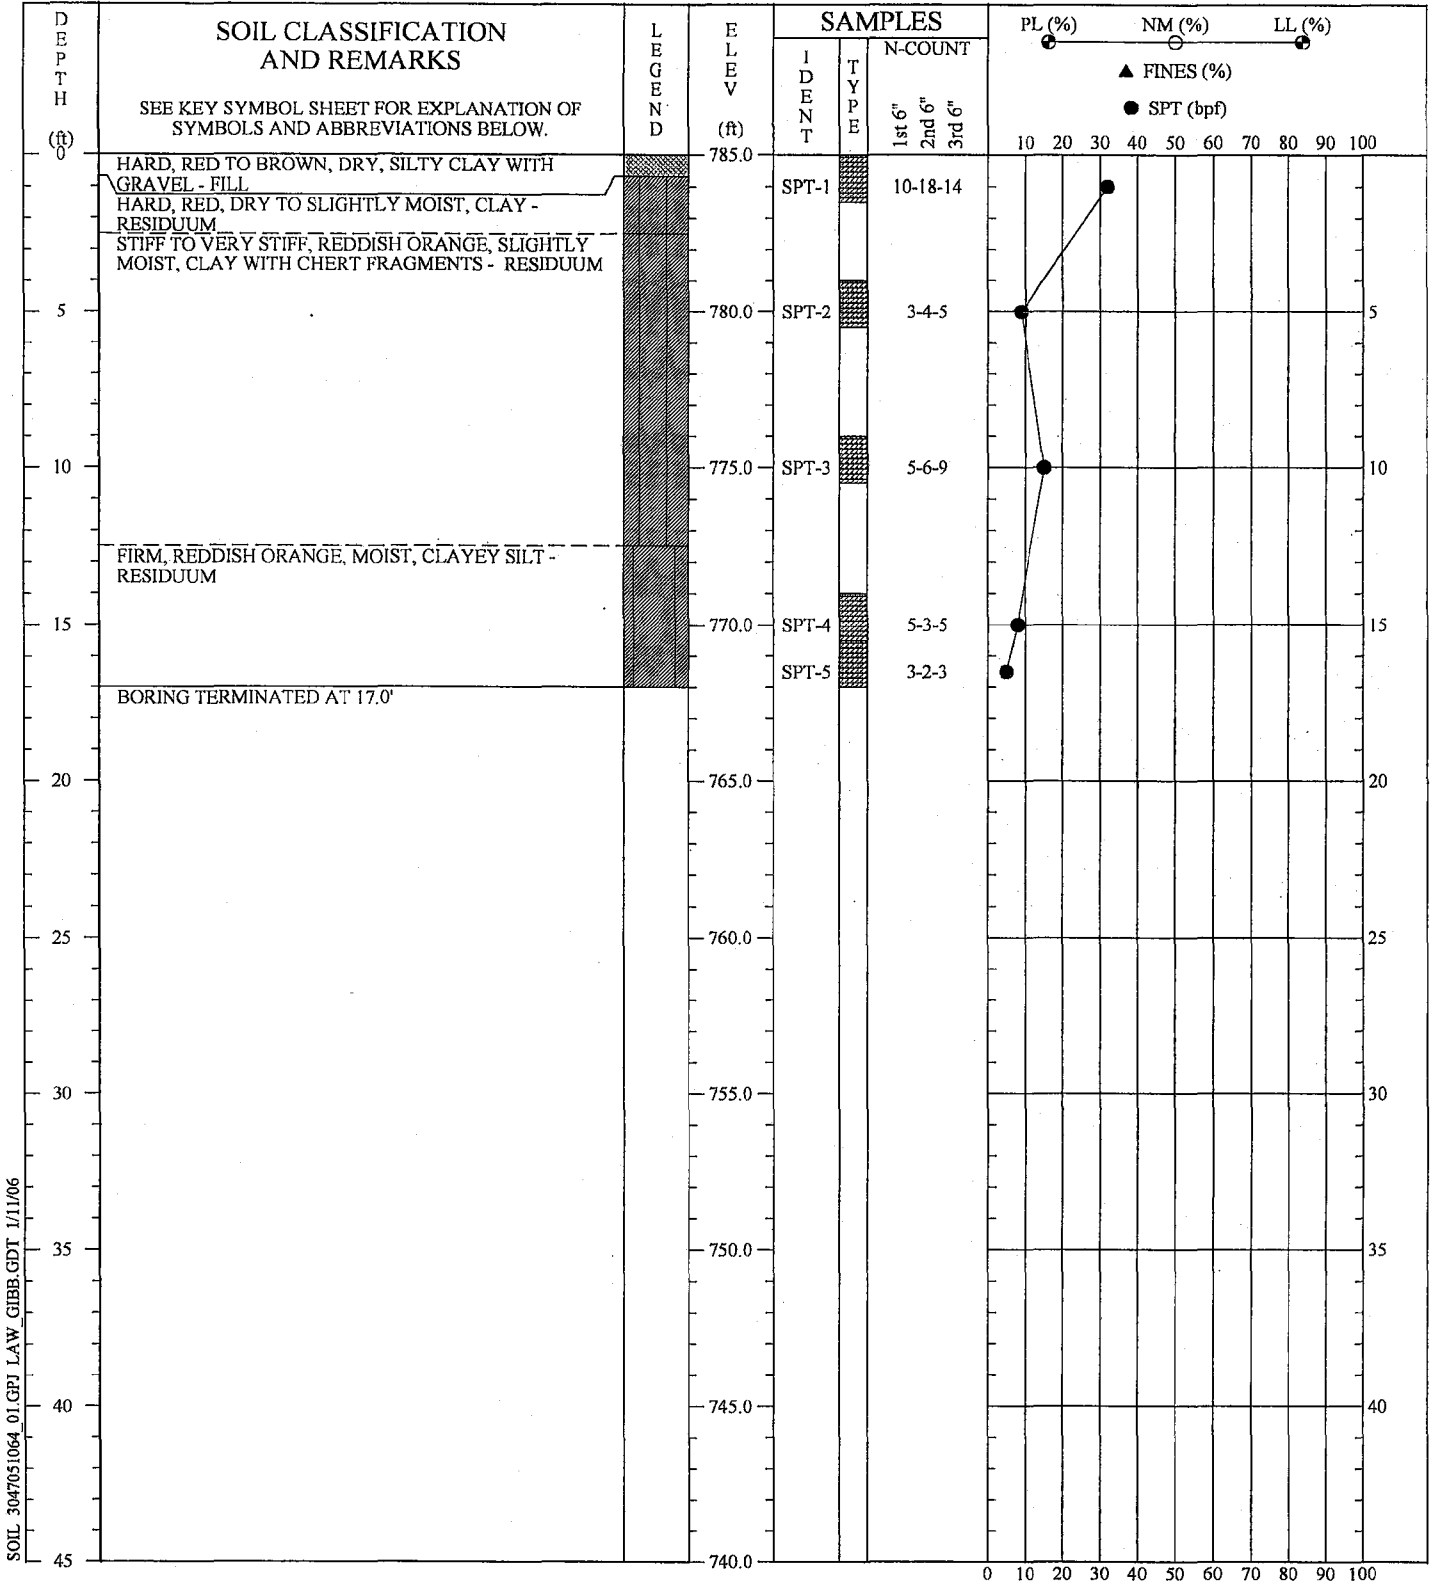 DEPTH (ft)
SOIL CLASSIFICATION
AND REMARKS
SEE KEY SYMBOL SHEET FOR EXPLANATION OF
SYMBOLS AND ABBREVIATIONS BELOW.
LEGEND
ELEV (ft)
SAMPLES
IDENT
TYPE
N-COUNT
1st 6"
2nd 6"
3rd 6"
PL (%) NM (%) LL (%)
▲ FINES (%)
● SPT (bpf)
10 20 30 40 50 60 70 80 90 100
0
785.0
HARD, RED TO BROWN, DRY, SILTY CLAY WITH
GRAVEL - FILL
SPT-1 10-18-14
HARD, RED, DRY TO SLIGHTLY MOIST, CLAY -
RESIDUUM
STIFF TO VERY STIFF, REDDISH ORANGE, SLIGHTLY
MOIST, CLAY WITH CHERT FRAGMENTS - RESIDUUM
5 780.0 SPT-2 3-4-5 5
10 775.0 SPT-3 5-6-9 10
FIRM, REDDISH ORANGE, MOIST, CLAYEY SILT -
RESIDUUM
15 770.0 SPT-4 5-3-5 15
SPT-5 3-2-3
BORING TERMINATED AT 17.0'
20 765.0 20
25 760.0 25
30 755.0 30
35 750.0 35
40 745.0 40
45 740.0
0 10 20 30 40 50 60 70 80 90 100
SOIL 3047051064_01.GPJ LAW_GIBB.GDT 1/11/06